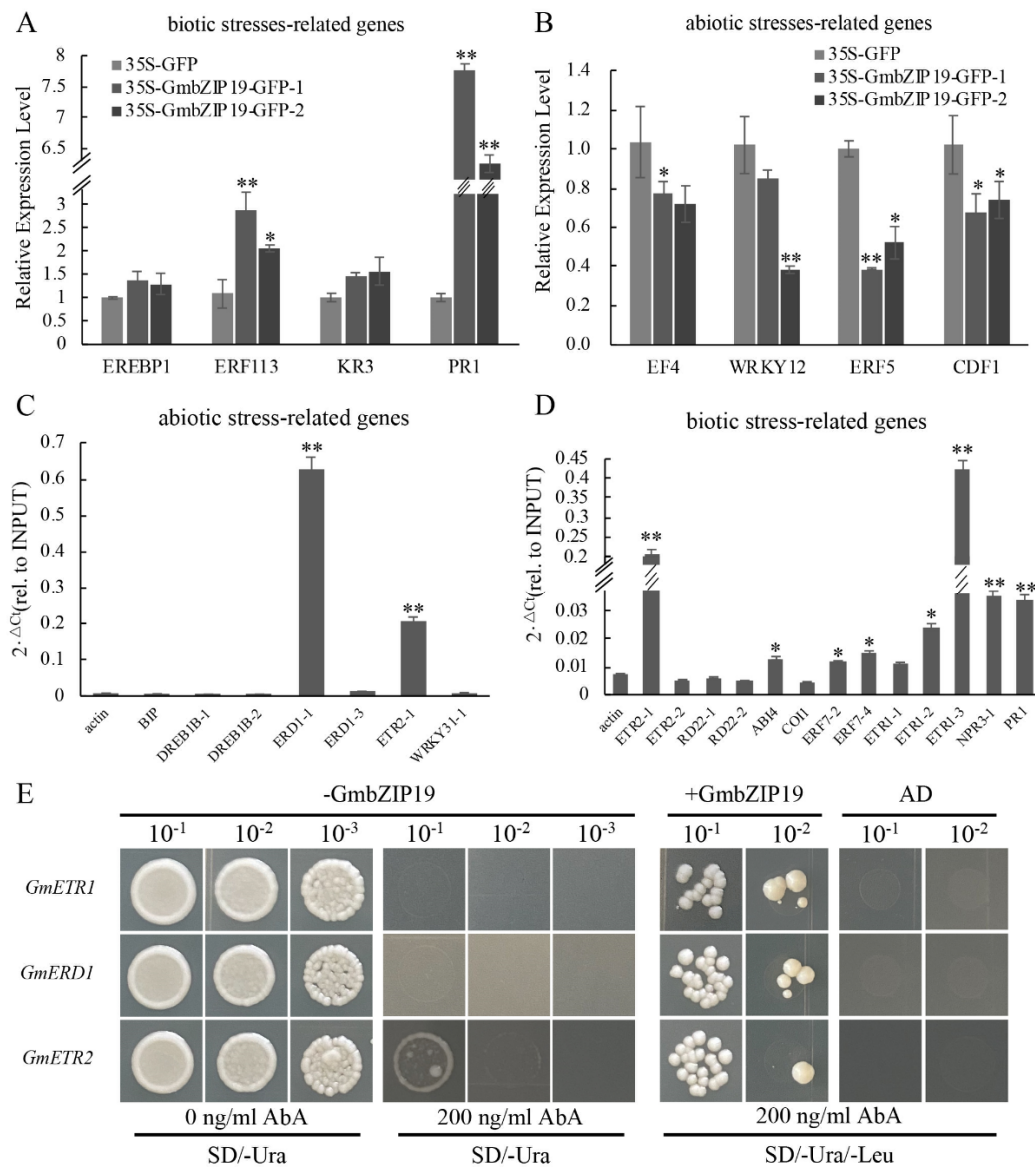 A
biotic stresses-related genes
35S-GFP
35S-GmbZIP19-GFP-1
35S-GmbZIP19-GFP-2
Relative Expression Level
8
7.5
7
6.5
3
2.5
2
1.5
1
0.5
0
** * ** **
EREBP1 ERF113 KR3 PR1
B
abiotic stresses-related genes
35S-GFP
35S-GmbZIP19-GFP-1
35S-GmbZIP19-GFP-2
Relative Expression Level
1.4
1.2
1.0
0.8
0.6
0.4
0.2
0.0
* ** ** * * *
EF4 WRKY12 ERF5 CDF1
C
abiotic stress-related genes
2-ΔCt(rel. to INPUT)
0.7
0.6
0.5
0.4
0.3
0.2
0.1
0
** **
actin BIP DREB1B-1 DREB1B-2 ERD1-1 ERD1-3 ETR2-1 WRKY31-1
D
biotic stress-related genes
2-ΔCt(rel. to INPUT)
0.45
0.40
0.35
0.30
0.25
0.2
0.03
0.02
0.01
0
** * * * * ** ** **
actin ETR2-1 ETR2-2 RD22-1 RD22-2 ABI4 COI1 ERF7-2 ERF7-4 ETR1-1 ETR1-2 ETR1-3 NPR3-1 PR1
E
-GmbZIP19 +GmbZIP19 AD
10-1 10-2 10-3 10-1 10-2 10-3 10-1 10-2 10-1 10-2
GmETR1
GmERD1
GmETR2
0 ng/ml AbA 200 ng/ml AbA 200 ng/ml AbA
SD/-Ura SD/-Ura SD/-Ura/-Leu